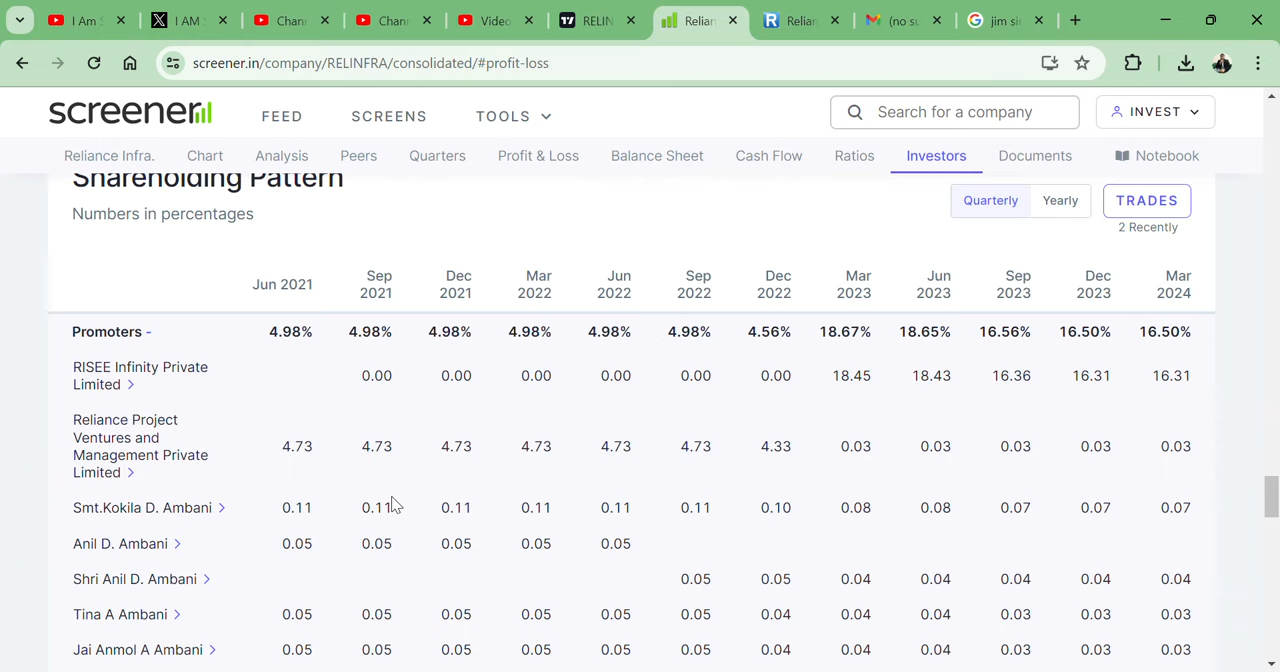 I Am S
I AM S
Chann
Chann
Video
RELIN
Relian
Relian
(no su
jim sin
screener.in/company/RELINFRA/consolidated/#profit-loss
screener
FEED
SCREENS
TOOLS
Search for a company
INVEST
Reliance Infra.
Chart
Analysis
Peers
Quarters
Profit & Loss
Balance Sheet
Cash Flow
Ratios
Investors
Documents
Notebook
Shareholding Pattern
Numbers in percentages
Quarterly
Yearly
TRADES
2 Recently
Jun 2021 Sep 2021 Dec 2021 Mar 2022 Jun 2022 Sep 2022 Dec 2022 Mar 2023 Jun 2023 Sep 2023 Dec 2023 Mar 2024
Promoters - 4.98% 4.98% 4.98% 4.98% 4.98% 4.98% 4.56% 18.67% 18.65% 16.56% 16.50% 16.50%
RISEE Infinity Private
Limited 0.00 0.00 0.00 0.00 0.00 0.00 18.45 18.43 16.36 16.31 16.31
Reliance Project
Ventures and
Management Private
Limited 4.73 4.73 4.73 4.73 4.73 4.73 4.33 0.03 0.03 0.03 0.03 0.03
Smt.Kokila D. Ambani 0.11 0.11 0.11 0.11 0.11 0.11 0.10 0.08 0.08 0.07 0.07 0.07
Anil D. Ambani 0.05 0.05 0.05 0.05 0.05
Shri Anil D. Ambani 0.05 0.05 0.04 0.04 0.04 0.04 0.04
Tina A Ambani 0.05 0.05 0.05 0.05 0.05 0.05 0.04 0.04 0.04 0.03 0.03 0.03
Jai Anmol A Ambani 0.05 0.05 0.05 0.05 0.05 0.05 0.04 0.04 0.04 0.03 0.03 0.03